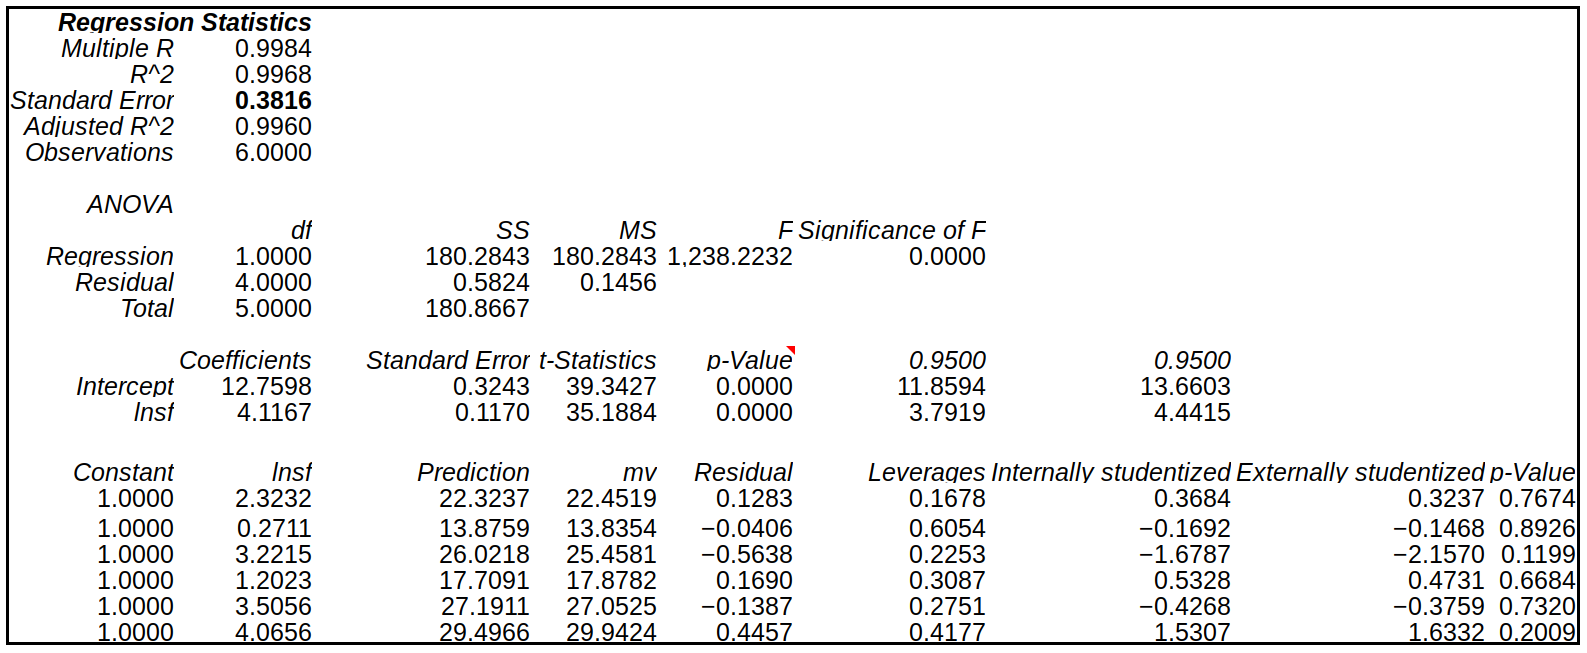 Regression Statistics
Multiple R 0.9984
R^2 0.9968
Standard Error 0.3816
Adjusted R^2 0.9960
Observations 6.0000
ANOVA
df SS MS F Significance of F
Regression 1.0000 180.2843 180.2843 1,238.2232 0.0000
Residual 4.0000 0.5824 0.1456
Total 5.0000 180.8667
Coefficients Standard Error t-Statistics p-Value 0.9500 0.9500
Intercept 12.7598 0.3243 39.3427 0.0000 11.8594 13.6603
lnsf 4.1167 0.1170 35.1884 0.0000 3.7919 4.4415
Constant lnsf Prediction mv Residual Leverages Internally studentized Externally studentized p-Value
1.0000 2.3232 22.3237 22.4519 0.1283 0.1678 0.3684 0.3237 0.7674
1.0000 0.2711 13.8759 13.8354 −0.0406 0.6054 −0.1692 −0.1468 0.8926
1.0000 3.2215 26.0218 25.4581 −0.5638 0.2253 −1.6787 −2.1570 0.1199
1.0000 1.2023 17.7091 17.8782 0.1690 0.3087 0.5328 0.4731 0.6684
1.0000 3.5056 27.1911 27.0525 −0.1387 0.2751 −0.4268 −0.3759 0.7320
1.0000 4.0656 29.4966 29.9424 0.4457 0.4177 1.5307 1.6332 0.2009